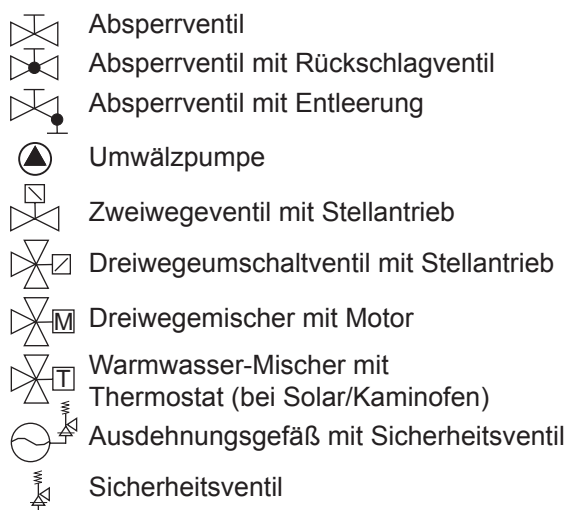 Absperrventil
Absperrventil mit Rückschlagventil
Absperrventil mit Entleerung
Umwälzpumpe
Zweiwegeventil mit Stellantrieb
Dreiwegeumschaltventil mit Stellantrieb
M Dreiwegemischer mit Motor
T Warmwasser-Mischer mit
Thermostat (bei Solar/Kaminofen)
Ausdehnungsgefäß mit Sicherheitsventil
Sicherheitsventil